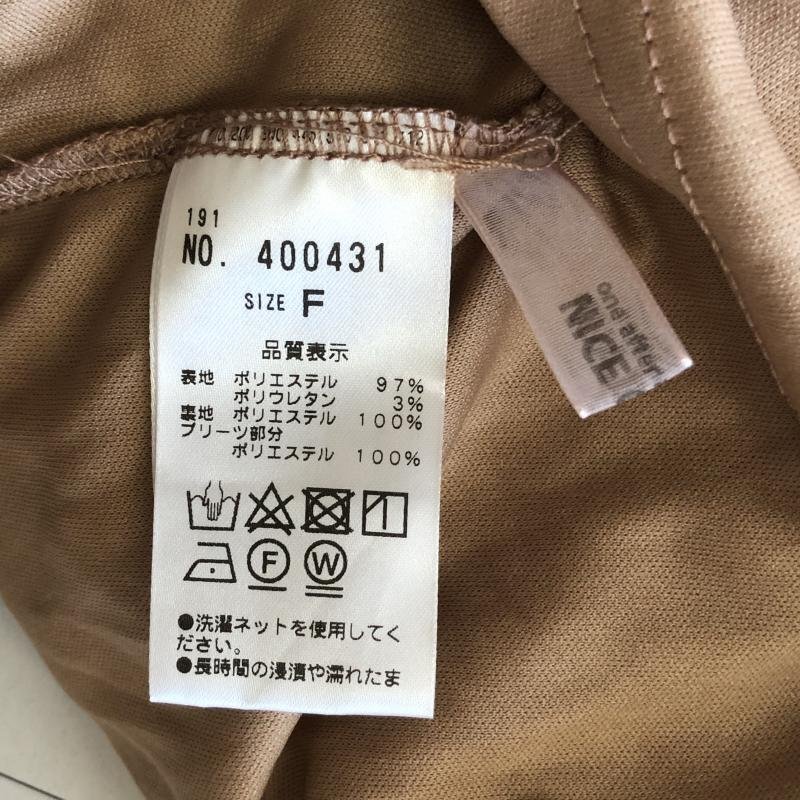 191
NO. 400431
SIZE F
品質表示
表地 ポリエステル 97%
ポリウレタン 3%
裏地 ポリエステル 100%
プリーツ部分
ポリエステル 100%
F W
●洗濯ネットを使用してく
ださい。
●長時間の浸漬や濡れたま
one after
NICE